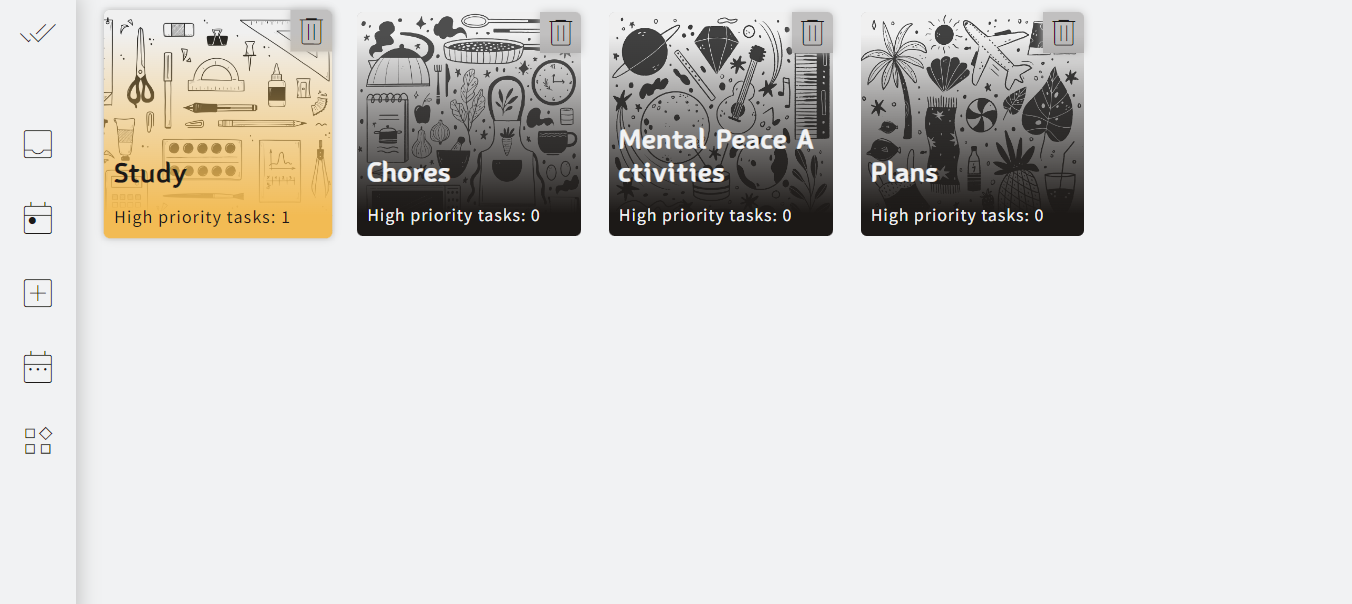 Study
High priority tasks: 1
Chores
High priority tasks: 0
Mental Peace A
ctivities
High priority tasks: 0
Plans
High priority tasks: 0